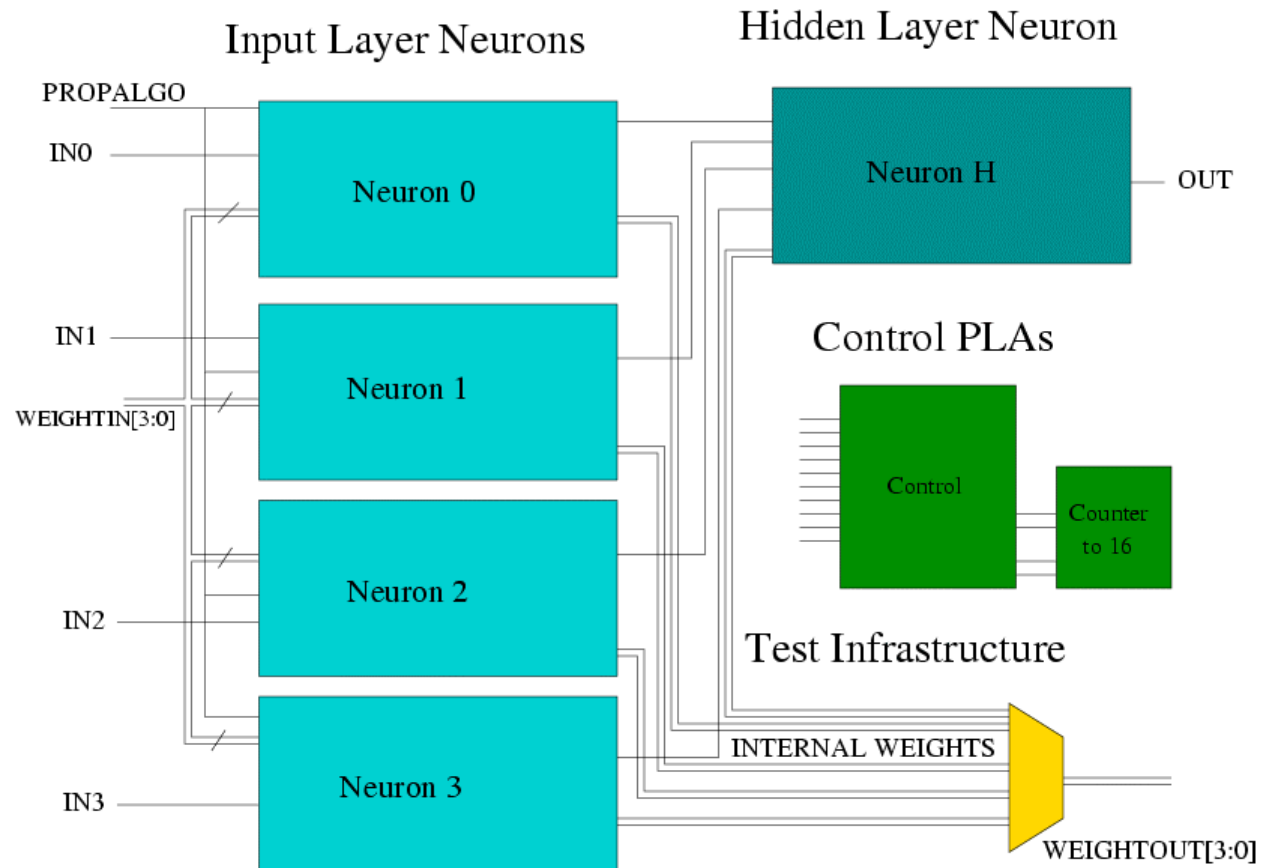 Input Layer Neurons
Hidden Layer Neuron
PROPALGO
IN0
Neuron 0
Neuron H
OUT
IN1
Control PLAs
Neuron 1
WEIGHTIN[3:0]
Control
Counter
to 16
Neuron 2
IN2
Test Infrastructure
INTERNAL WEIGHTS
Neuron 3
IN3
WEIGHTOUT[3:0]